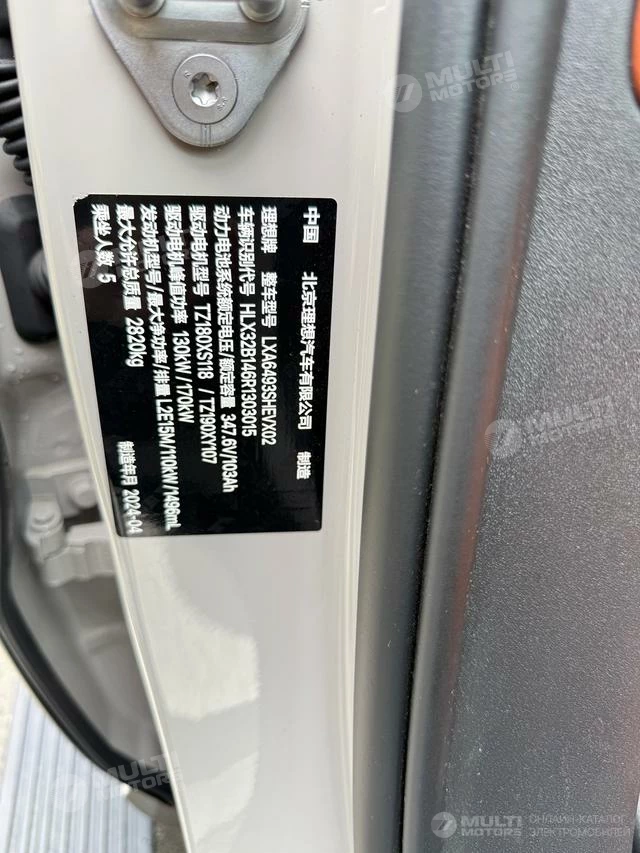 中国 北京理想汽车有限公司 制造
理想牌 整车型号 LXA6493SHEVX02
车辆识别代号 HLX32B146R1303015
动力电池系统额定电压/额定容量 347.6V/103Ah
驱动电机型号 TZ180XS118 / TZ190XY107
驱动电机峰值功率 130kW/170kW
发动机型号/最大净功率/排量 L2E15M/110kW/1496mL
最大允许总质量 2820kg
乘坐人数 5 制造年月 2024-04
MULTI MOTORS
MULTI MOTORS
MULTI MOTORS
MULTI MOTORS
ОНЛАЙН-КАТАЛОГ
ЭЛЕКТРОМОБИЛЕЙ